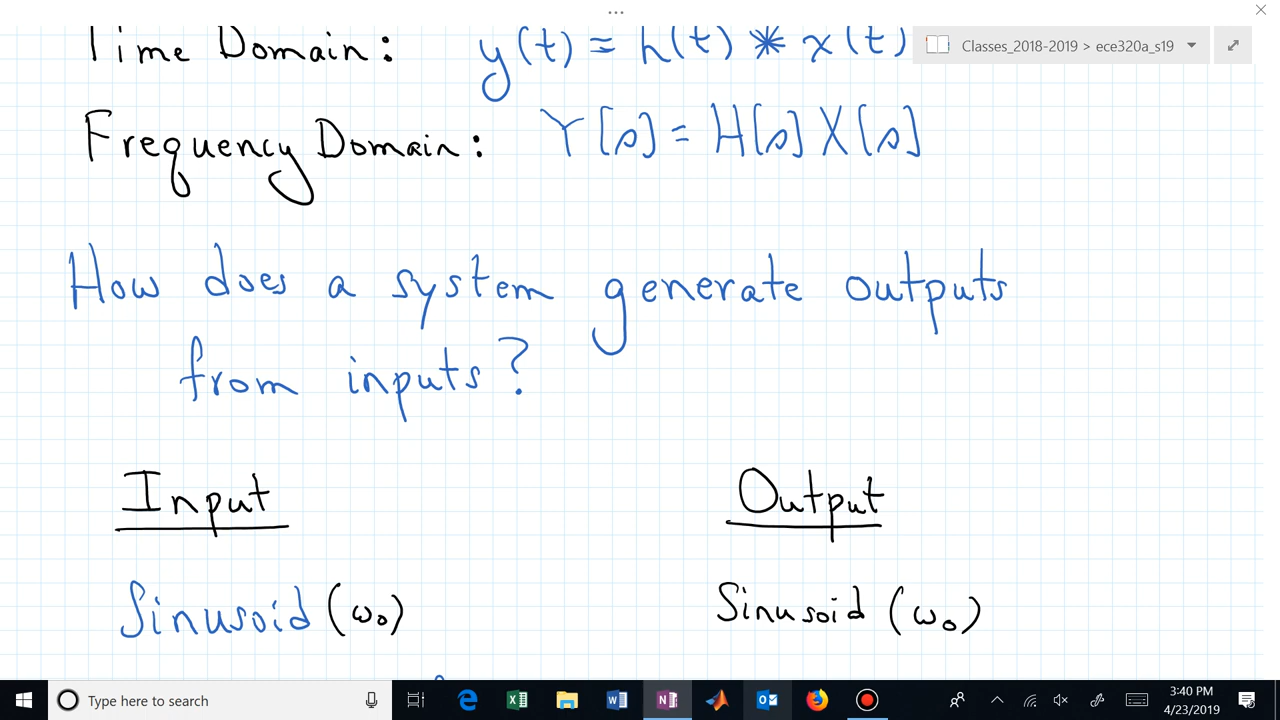 Time Domain: y(t) = h(t) * x(t)
Classes_2018-2019 > ece320a_s19
Frequency Domain: Y[s] = H[s] X[s]
How does a system generate outputs
from inputs?
Input Output
Sinusoid (ω₀) Sinusoid (ω₀)
Type here to search
3:40 PM
4/23/2019